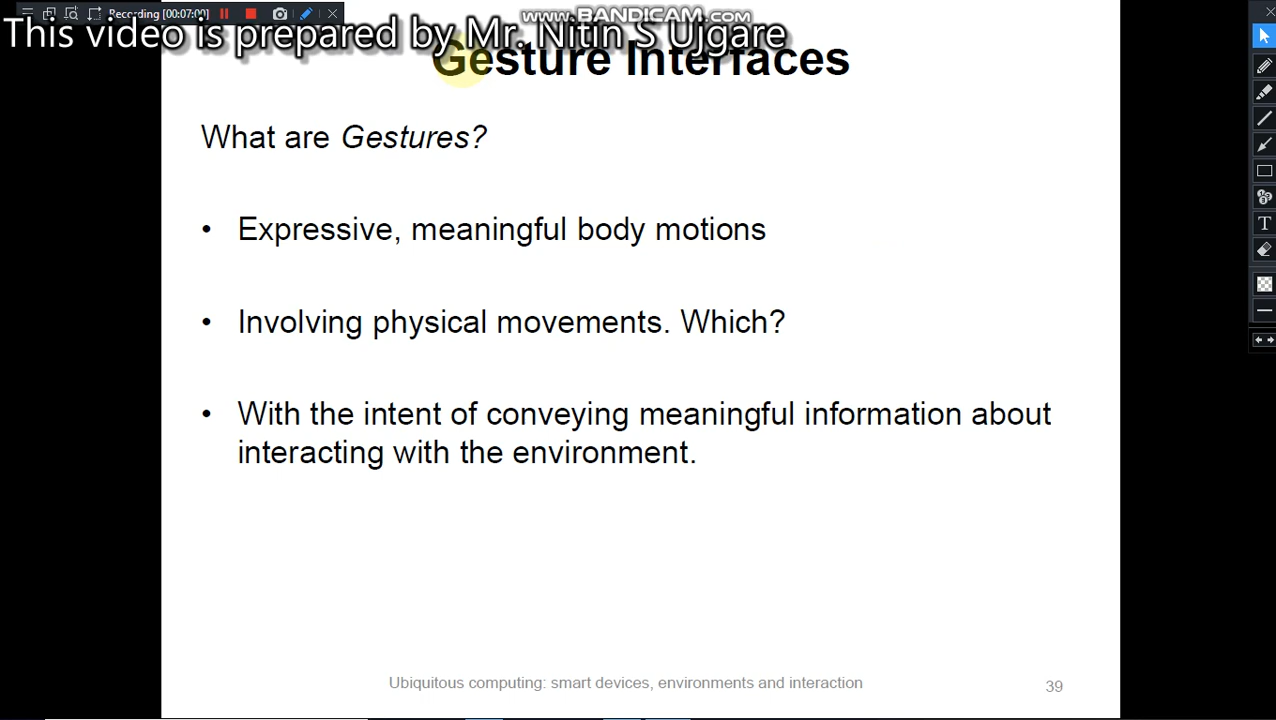 Recording [00:07:00]
www.BANDICAM.com
This video is prepared by Mr. Nitin S Ujgare
Gesture Interfaces
What are Gestures?
• Expressive, meaningful body motions
• Involving physical movements. Which?
• With the intent of conveying meaningful information about
interacting with the environment.
Ubiquitous computing: smart devices, environments and interaction
39